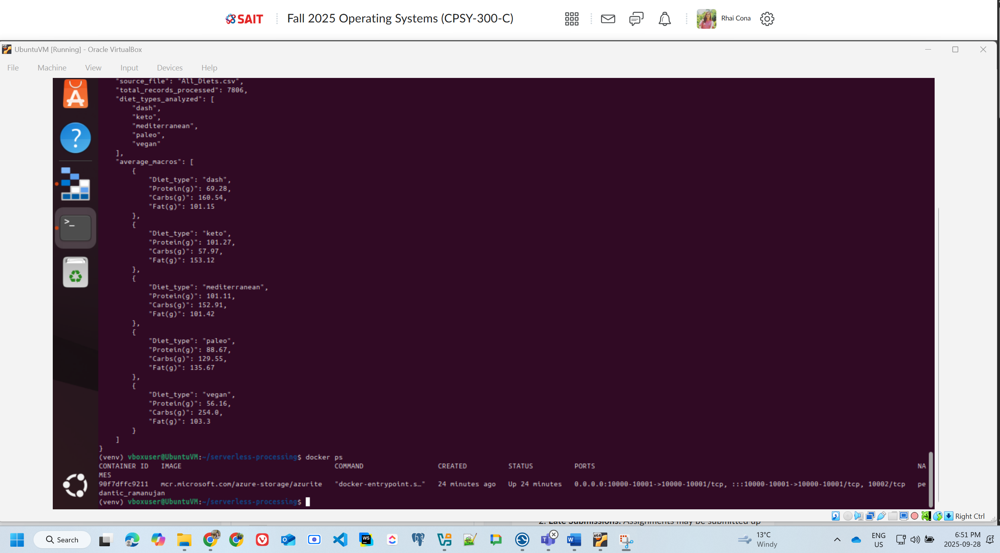 SAIT
Fall 2025 Operating Systems (CPSY-300-C)
Rhai Cona
UbuntuVM [Running] - Oracle VirtualBox
File Machine View Input Devices Help
"source_file": "All_Diets.csv",
"total_records_processed": 7806,
"diet_types_analyzed": [
"dash",
"keto",
"mediterranean",
"paleo",
"vegan"
],
"average_macros": [
{
"Diet_type": "dash",
"Protein(g)": 69.28,
"Carbs(g)": 160.54,
"Fat(g)": 101.15
},
{
"Diet_type": "keto",
"Protein(g)": 101.27,
"Carbs(g)": 57.97,
"Fat(g)": 153.12
},
{
"Diet_type": "mediterranean",
"Protein(g)": 101.11,
"Carbs(g)": 152.91,
"Fat(g)": 101.42
},
{
"Diet_type": "paleo",
"Protein(g)": 88.67,
"Carbs(g)": 129.55,
"Fat(g)": 135.67
},
{
"Diet_type": "vegan",
"Protein(g)": 56.16,
"Carbs(g)": 254.0,
"Fat(g)": 103.3
}
]
}
(venv) vboxuser@UbuntuVM:~/serverless-processing$ docker ps
CONTAINER ID IMAGE COMMAND CREATED STATUS PORTS NA
MES
90f7dffc9211 mcr.microsoft.com/azure-storage/azurite "docker-entrypoint.s…" 24 minutes ago Up 24 minutes 0.0.0.0:10000-10001->10000-10001/tcp, :::10000-10001->10000-10001/tcp, 10002/tcp pe
dantic_ramanujan
(venv) vboxuser@UbuntuVM:~/serverless-processing$
Right Ctrl
2. Late Submissions: Assignments may be submitted up
Search
13°C
Windy
ENG
US
6:51 PM
2025-09-28